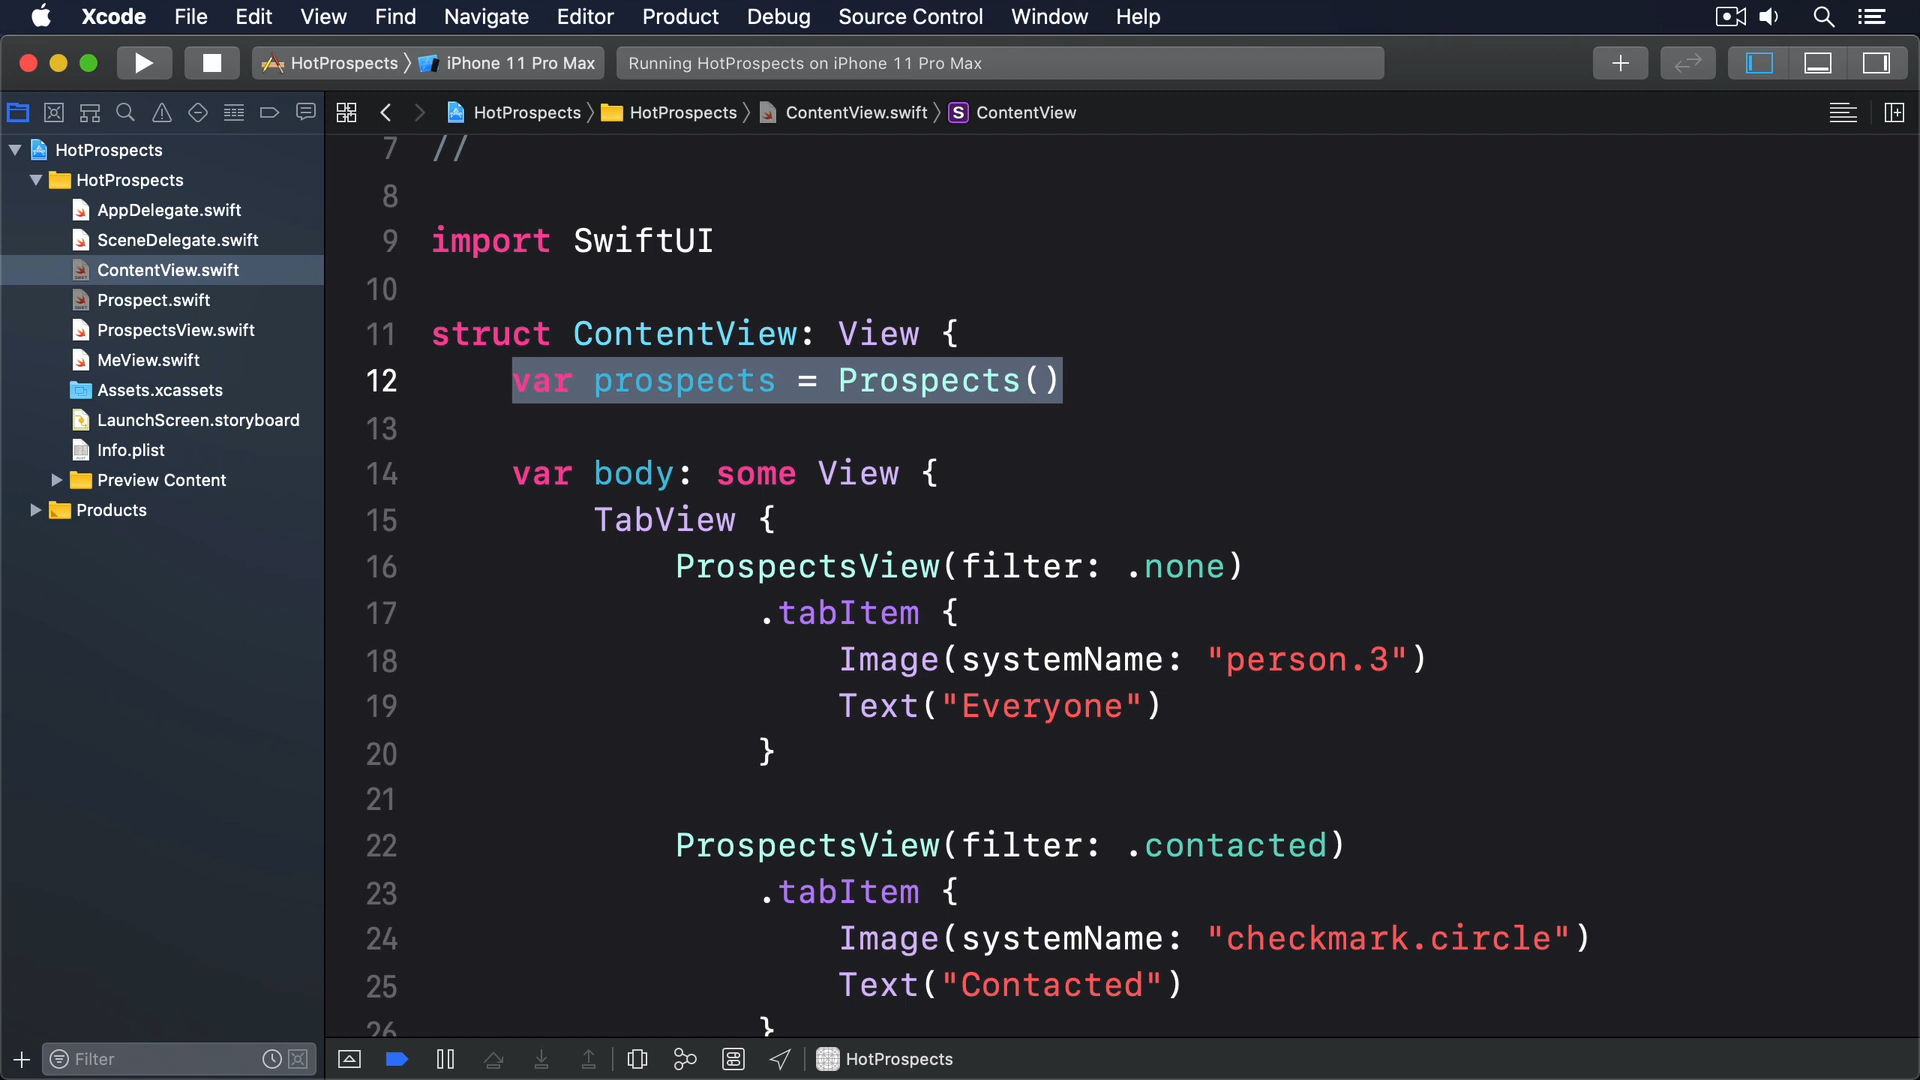 Xcode File Edit View Find Navigate Editor Product Debug Source Control Window Help
HotProspects iPhone 11 Pro Max Running HotProspects on iPhone 11 Pro Max
HotProspects HotProspects ContentView.swift S ContentView
HotProspects
HotProspects
AppDelegate.swift
SceneDelegate.swift
ContentView.swift
Prospect.swift
ProspectsView.swift
MeView.swift
Assets.xcassets
LaunchScreen.storyboard
Info.plist
Preview Content
Products
Filter
7 //
8
9 import SwiftUI
10
11 struct ContentView: View {
12 var prospects = Prospects()
13
14 var body: some View {
15 TabView {
16 ProspectsView(filter: .none)
17 .tabItem {
18 Image(systemName: "person.3")
19 Text("Everyone")
20 }
21
22 ProspectsView(filter: .contacted)
23 .tabItem {
24 Image(systemName: "checkmark.circle")
25 Text("Contacted")
26 }
HotProspects